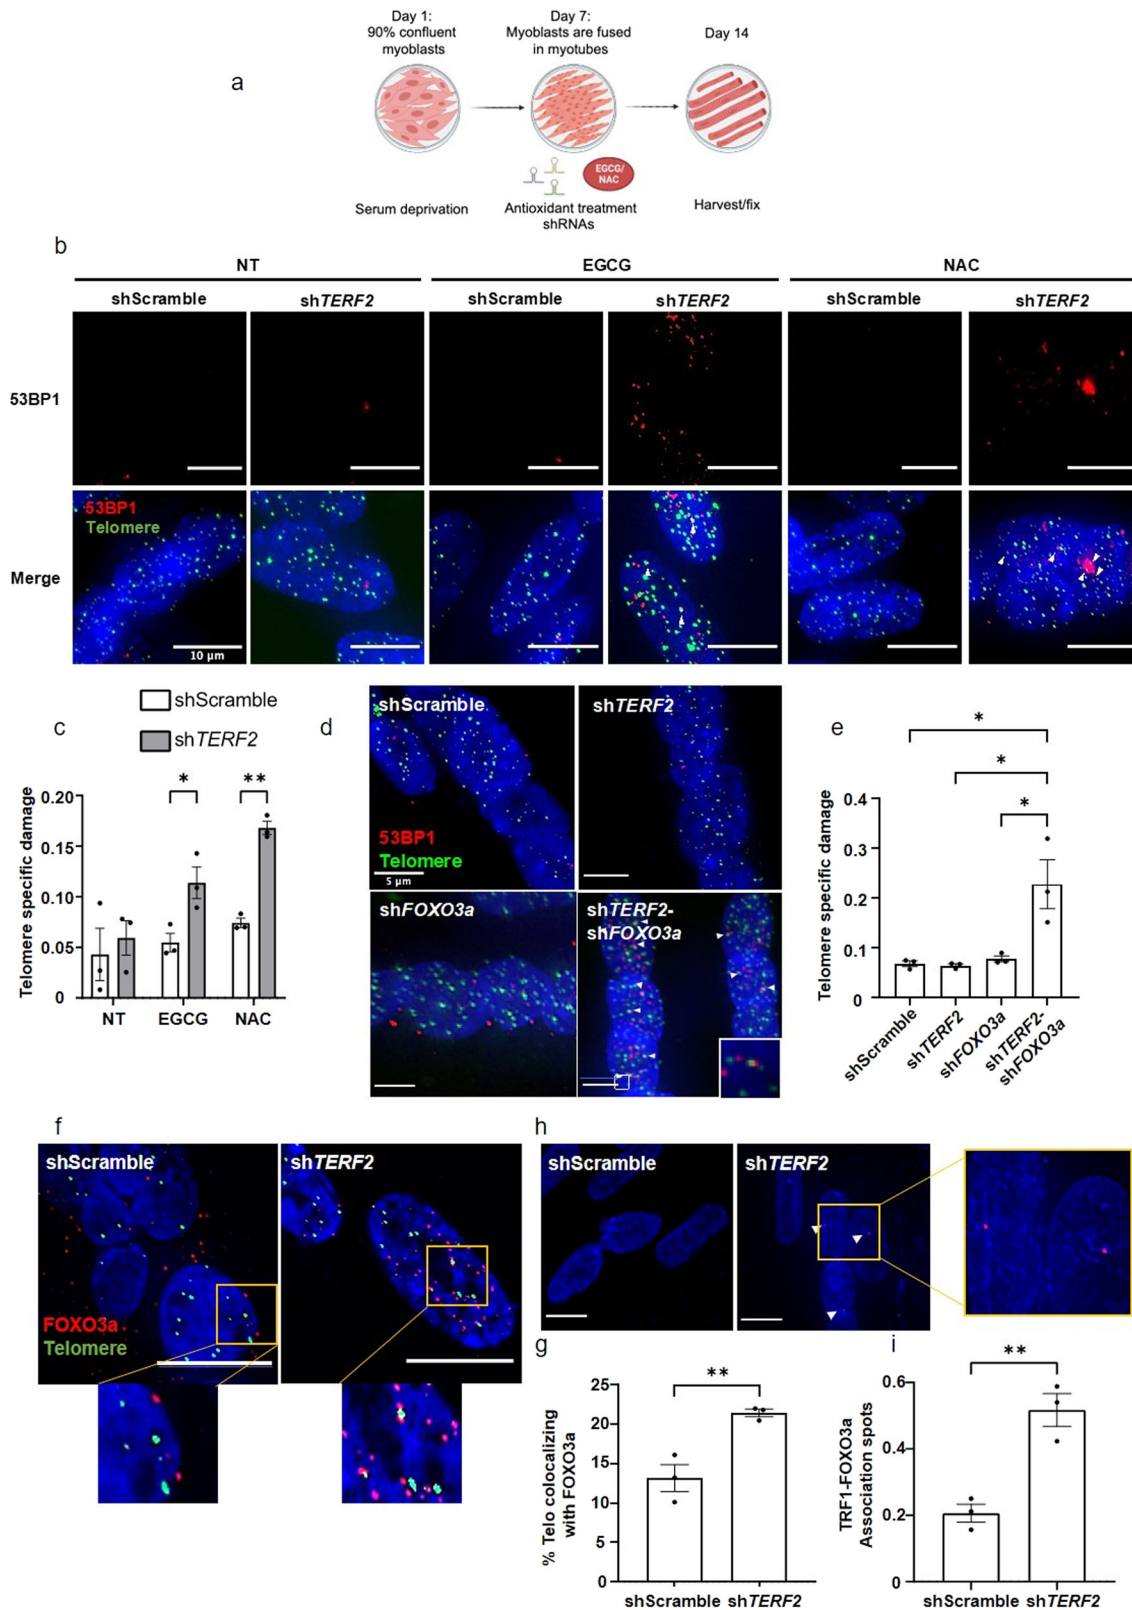 a
Day 1:
90% confluent
myoblasts
Day 7:
Myoblasts are fused
in myotubes
Day 14
EGCG/
NAC
Serum deprivation
Antioxidant treatment
shRNAs
Harvest/fix
b
NT
EGCG
NAC
shScramble
shTERF2
shScramble
shTERF2
shScramble
shTERF2
53BP1
53BP1
Telomere
Merge
10 µm
c
shScramble
shTERF2
Telomere specific damage
0.20
0.15
0.10
0.05
0
*
**
NT
EGCG
NAC
d
shScramble
shTERF2
53BP1
Telomere
5 µm
shFOXO3a
shTERF2-
shFOXO3a
e
*
*
*
Telomere specific damage
0.4
0.3
0.2
0.1
0
shScramble
shTERF2
shFOXO3a
shTERF2-
shFOXO3a
f
shScramble
shTERF2
FOXO3a
Telomere
h
shScramble
shTERF2
g
**
% Telo colocalizing
with FOXO3a
25
20
15
10
5
0
shScramble
shTERF2
i
**
TRF1-FOXO3a
Association spots
0.6
0.4
0.2
0
shScramble
shTERF2